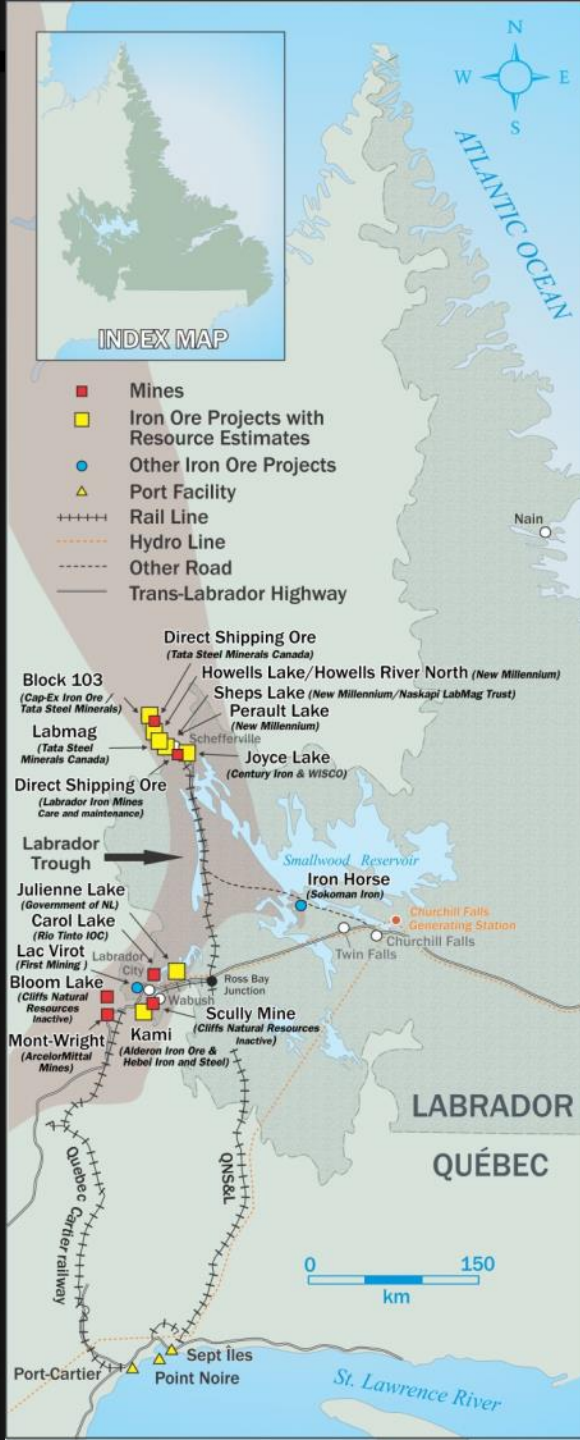 N
W E
S
ATLANTIC OCEAN
INDEX MAP
Mines
Iron Ore Projects with
Resource Estimates
Other Iron Ore Projects
Port Facility
Rail Line
Hydro Line
Other Road
Trans-Labrador Highway
Nain
Direct Shipping Ore
(Tata Steel Minerals Canada)
Howells Lake/Howells River North (New Millennium)
Block 103
(Cap-Ex Iron Ore /
Tata Steel Minerals)
Sheps Lake (New Millennium/Naskapi LabMag Trust)
Perault Lake
(New Millennium)
Labmag
(Tata Steel
Minerals Canada)
Schefferville
Joyce Lake
(Century Iron & WISCO)
Direct Shipping Ore
(Labrador Iron Mines
Care and maintenance)
Labrador
Trough
Smallwood Reservoir
Julienne Lake
(Government of NL)
Iron Horse
(Sokoman Iron)
Carol Lake
(Rio Tinto IOC)
Churchill Falls
Generating Station
Churchill Falls
Twin Falls
Lac Virot
(First Mining )
Labrador
City
Bloom Lake
(Cliffs Natural
Resources
Inactive)
Wabush
Ross Bay
Junction
Scully Mine
(Cliffs Natural Resources
Inactive)
Mont-Wright
(ArcelorMittal
Mines)
Kami
(Alderon Iron Ore &
Hebei Iron and Steel)
LABRADOR
QUÉBEC
Quebec Cartier railway
QNS&L
0 150
km
Sept Îles
Port-Cartier
Point Noire
St. Lawrence River